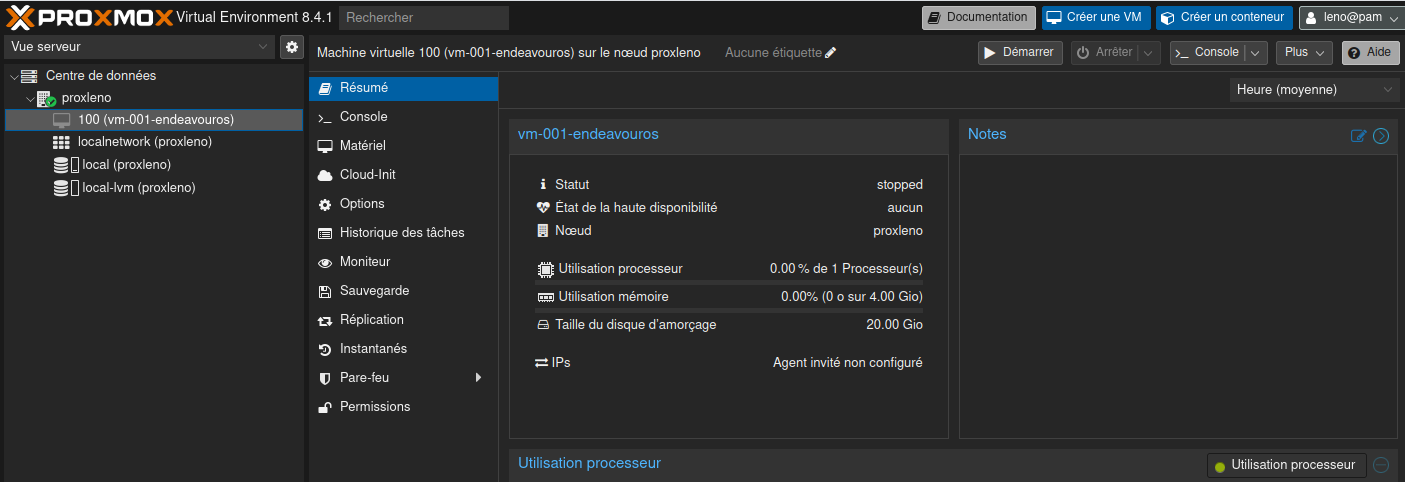 PROXMOX Virtual Environment 8.4.1 Rechercher Documentation Créer une VM Créer un conteneur leno@pam
Vue serveur
Machine virtuelle 100 (vm-001-endeavouros) sur le nœud proxleno Aucune étiquette Démarrer Arrêter Console Plus Aide
Centre de données
proxleno
100 (vm-001-endeavouros)
localnetwork (proxleno)
local (proxleno)
local-lvm (proxleno)
Résumé
Console
Matériel
Cloud-Init
Options
Historique des tâches
Moniteur
Sauvegarde
Réplication
Instantanés
Pare-feu
Permissions
Heure (moyenne)
vm-001-endeavouros
Statut stopped
État de la haute disponibilité aucun
Nœud proxleno
Utilisation processeur 0.00 % de 1 Processeur(s)
Utilisation mémoire 0.00% (0 o sur 4.00 Gio)
Taille du disque d'amorçage 20.00 Gio
IPs Agent invité non configuré
Notes
Utilisation processeur
Utilisation processeur